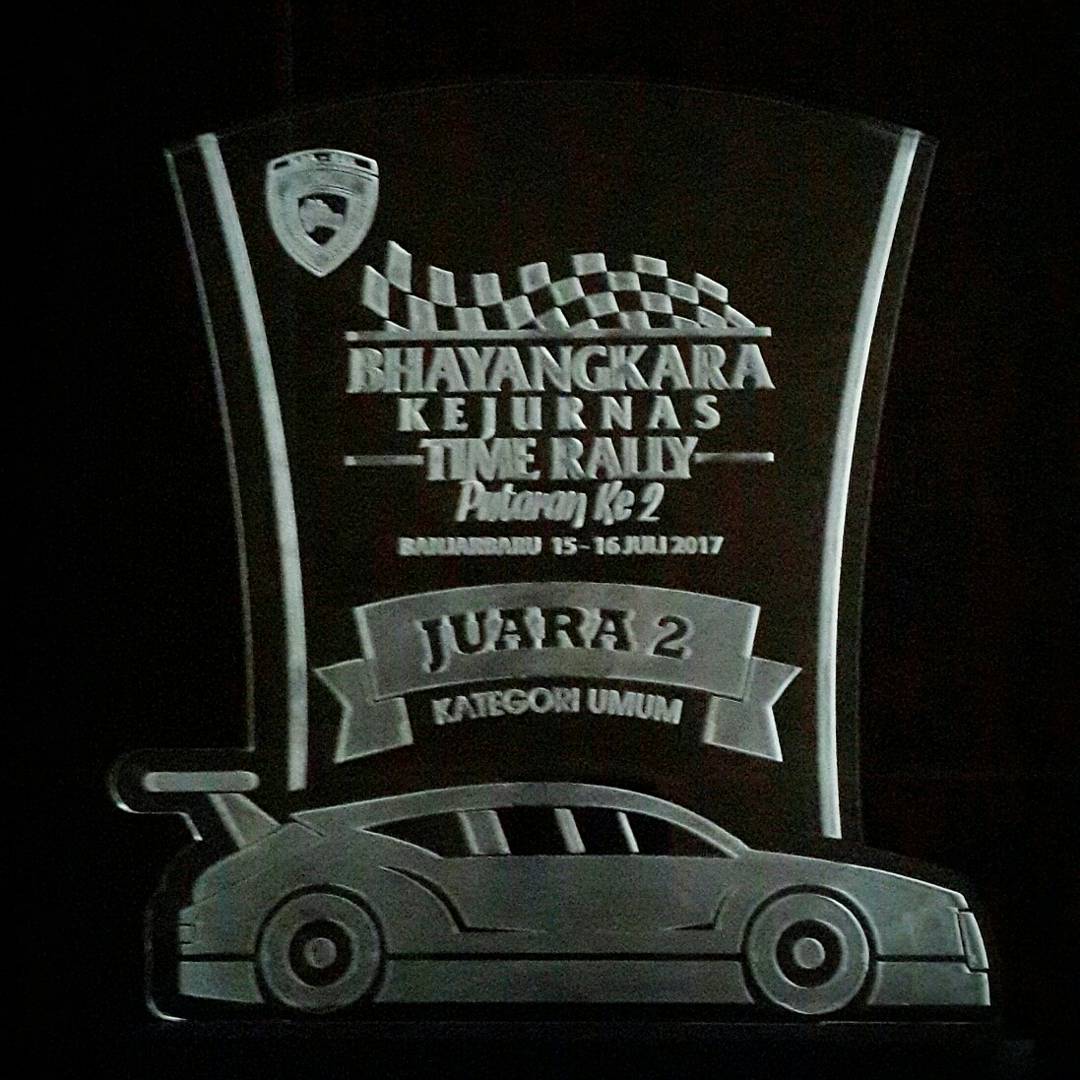 BHAYANGKARA
KEJURNAS
TIME RALLY
Putaran Ke 2
BANJARBARU 15-16 JULI 2017
JUARA 2
KATEGORI UMUM